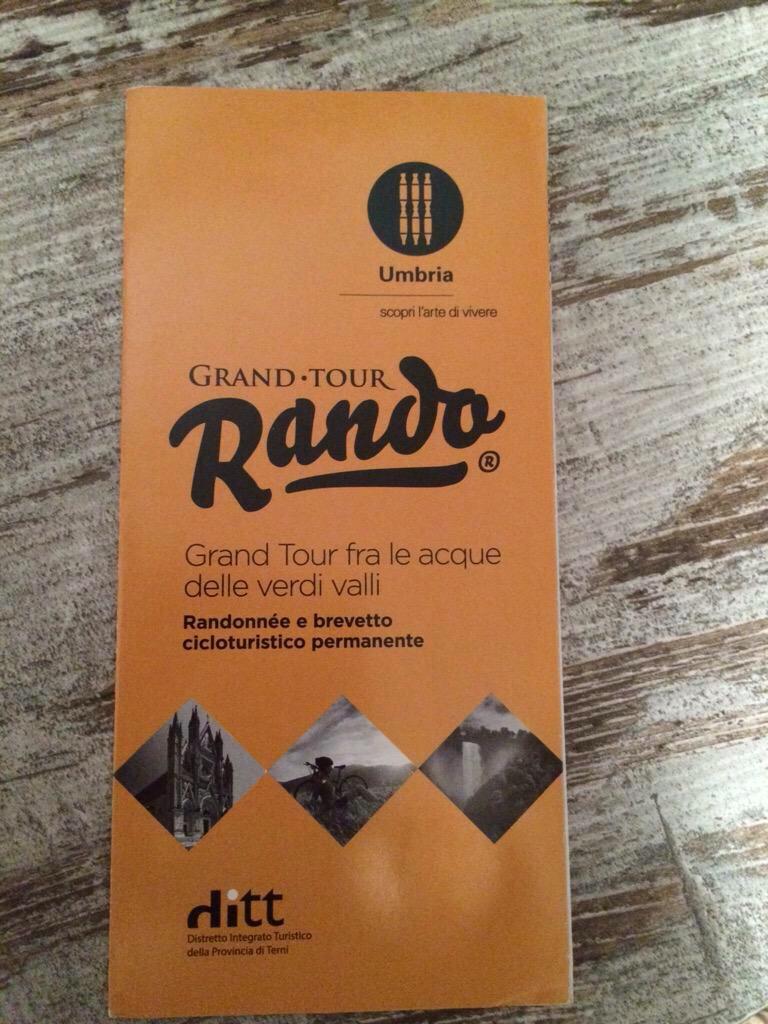 Umbria
scopri l'arte di vivere
GRAND·TOUR
Rando
®
Grand Tour fra le acque
delle verdi valli
Randonnée e brevetto
cicloturistico permanente
ditt
Distretto Integrato Turistico
della Provincia di Terni